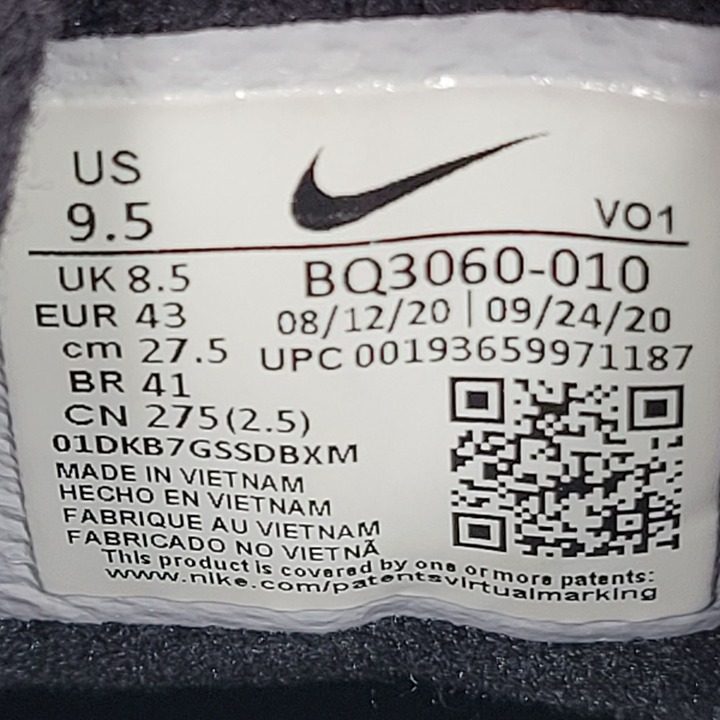 US
9.5
VO1
UK 8.5
BQ3060-010
EUR 43
08/12/20 | 09/24/20
cm 27.5
UPC 00193659971187
BR 41
CN 275(2.5)
01DKB7GSSDBXM
MADE IN VIETNAM
HECHO EN VIETNAM
FABRIQUE AU VIETNAM
FABRICADO NO VIETNÃ
This product is covered by one or more patents:
www.nike.com/patentsvirtualmarking